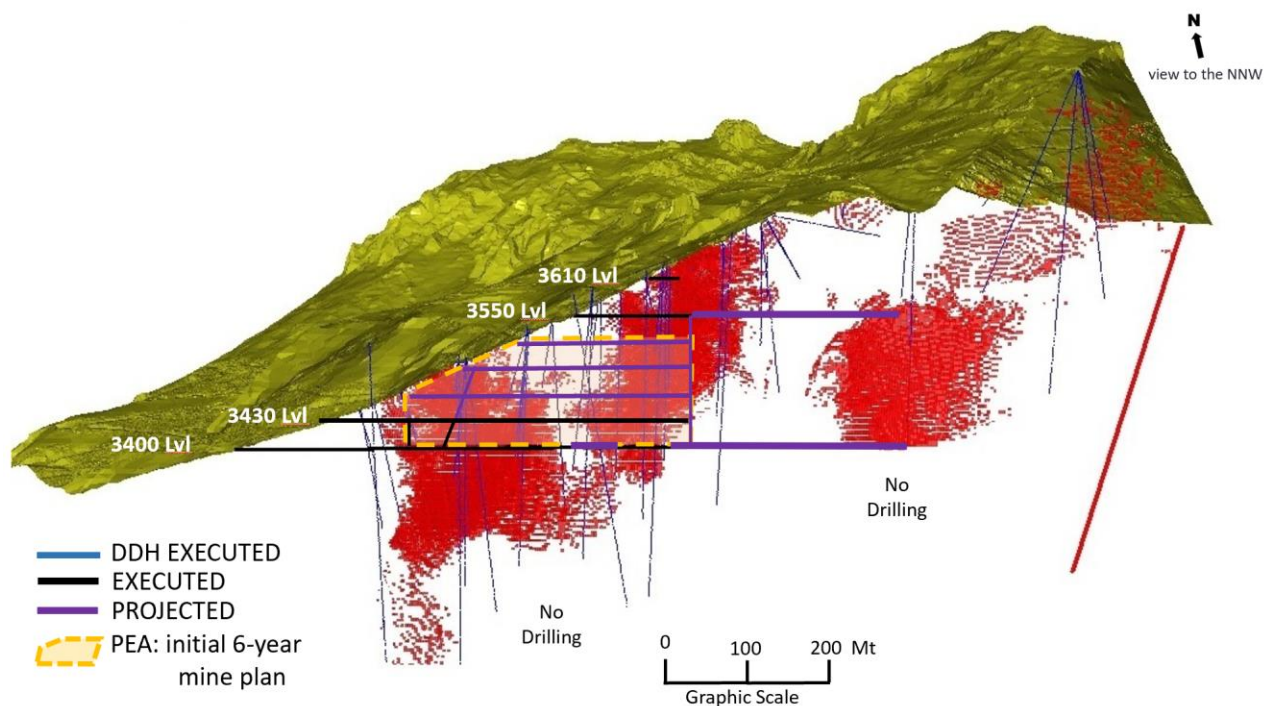 N
view to the NNW
3610 Lvl
3550 Lvl
3430 Lvl
3400 Lvl
No
Drilling
DDH EXECUTED
EXECUTED
PROJECTED
PEA: initial 6-year
mine plan
No
Drilling
0 100 200 Mt
Graphic Scale